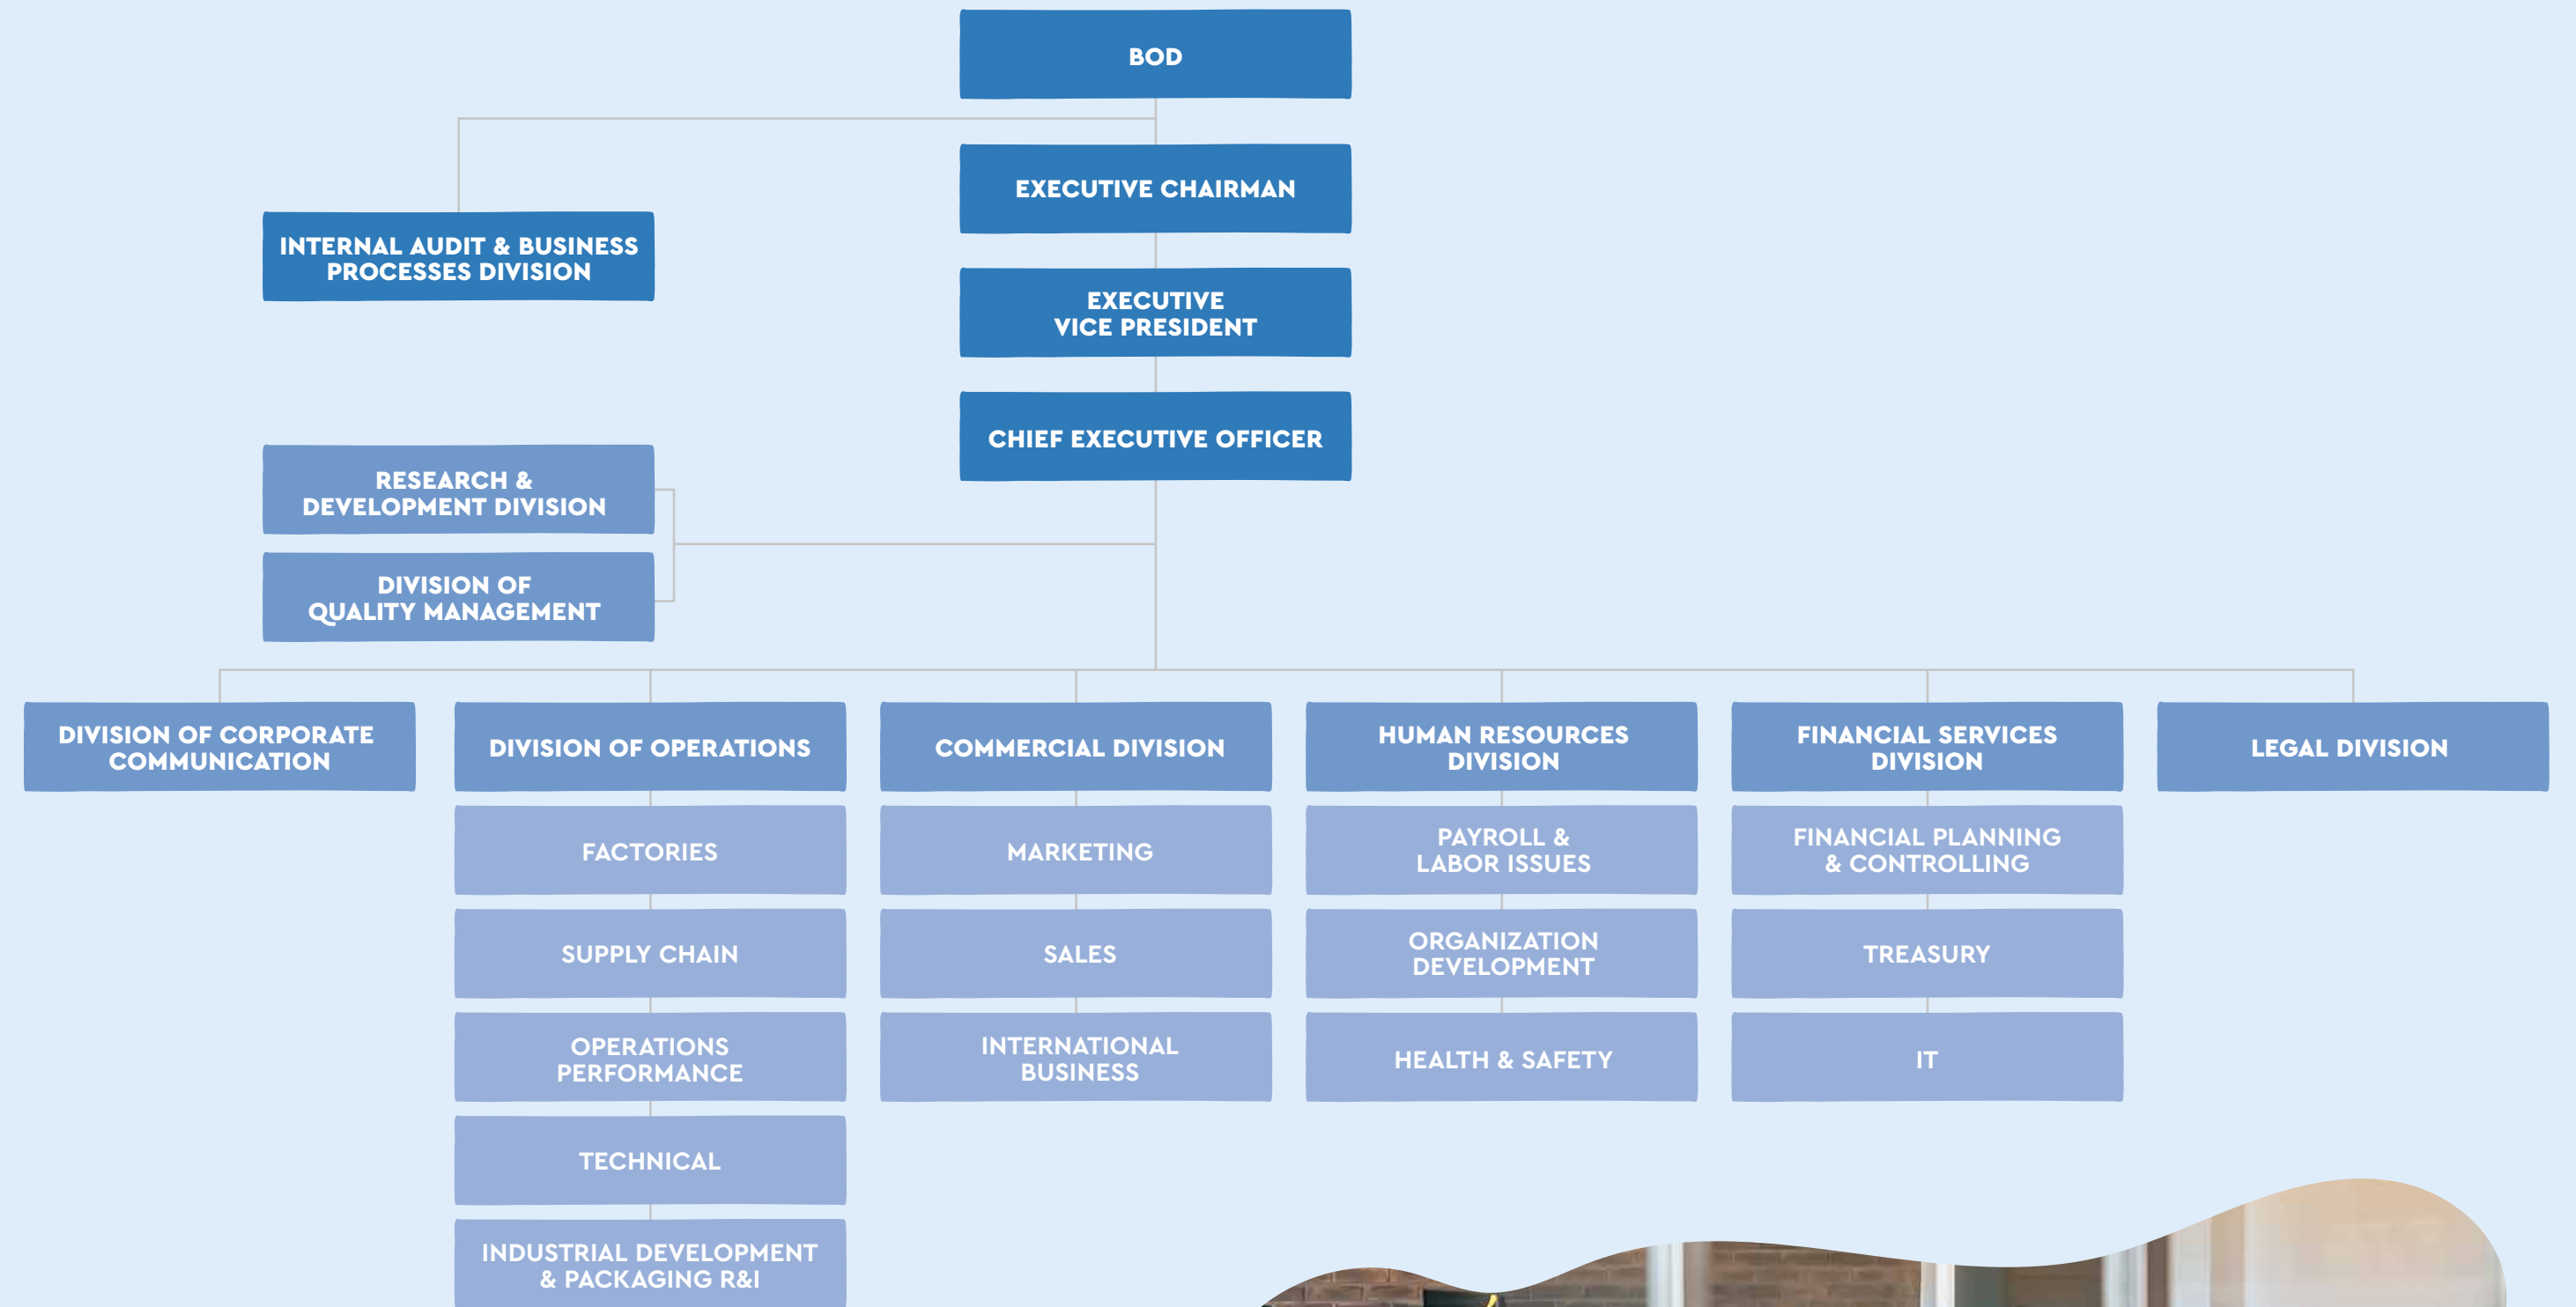 BOD
EXECUTIVE CHAIRMAN
INTERNAL AUDIT & BUSINESS
PROCESSES DIVISION
EXECUTIVE
VICE PRESIDENT
CHIEF EXECUTIVE OFFICER
RESEARCH &
DEVELOPMENT DIVISION
DIVISION OF
QUALITY MANAGEMENT
DIVISION OF CORPORATE
COMMUNICATION
DIVISION OF OPERATIONS
FACTORIES
SUPPLY CHAIN
OPERATIONS
PERFORMANCE
TECHNICAL
INDUSTRIAL DEVELOPMENT
& PACKAGING R&I
COMMERCIAL DIVISION
MARKETING
SALES
INTERNATIONAL
BUSINESS
HUMAN RESOURCES
DIVISION
PAYROLL &
LABOR ISSUES
ORGANIZATION
DEVELOPMENT
HEALTH & SAFETY
FINANCIAL SERVICES
DIVISION
FINANCIAL PLANNING
& CONTROLLING
TREASURY
IT
LEGAL DIVISION